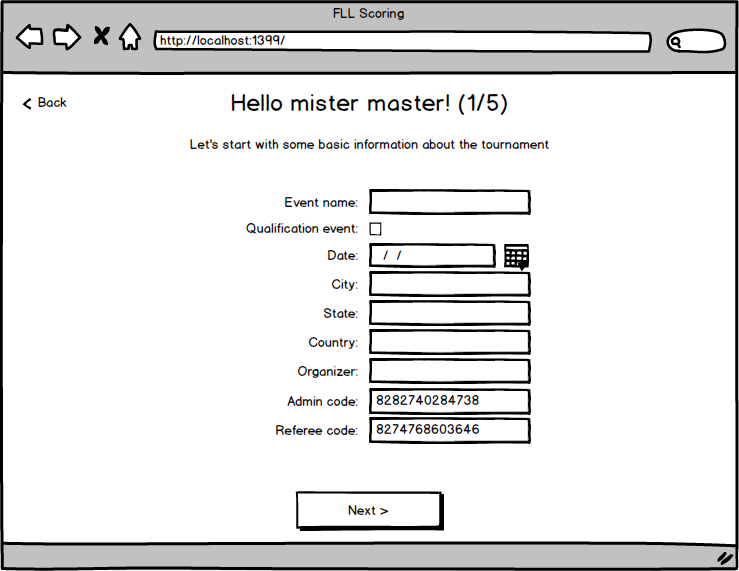 FLL Scoring
http://localhost:1399/
< Back
Hello mister master! (1/5)
Let's start with some basic information about the tournament
Event name:
Qualification event:
Date: / /
City:
State:
Country:
Organizer:
Admin code: 8282740284738
Referee code: 8274768603646
Next >